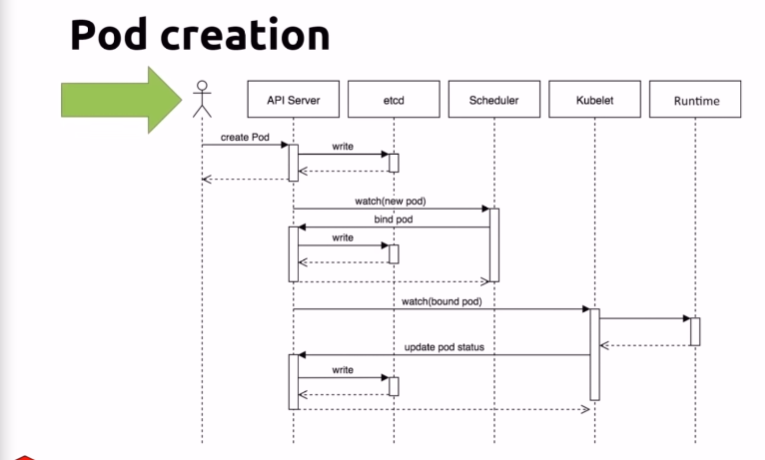 Pod creation
API Server
etcd
Scheduler
Kubelet
Runtime
create Pod
write
watch(new pod)
bind pod
write
watch(bound pod)
update pod status
write